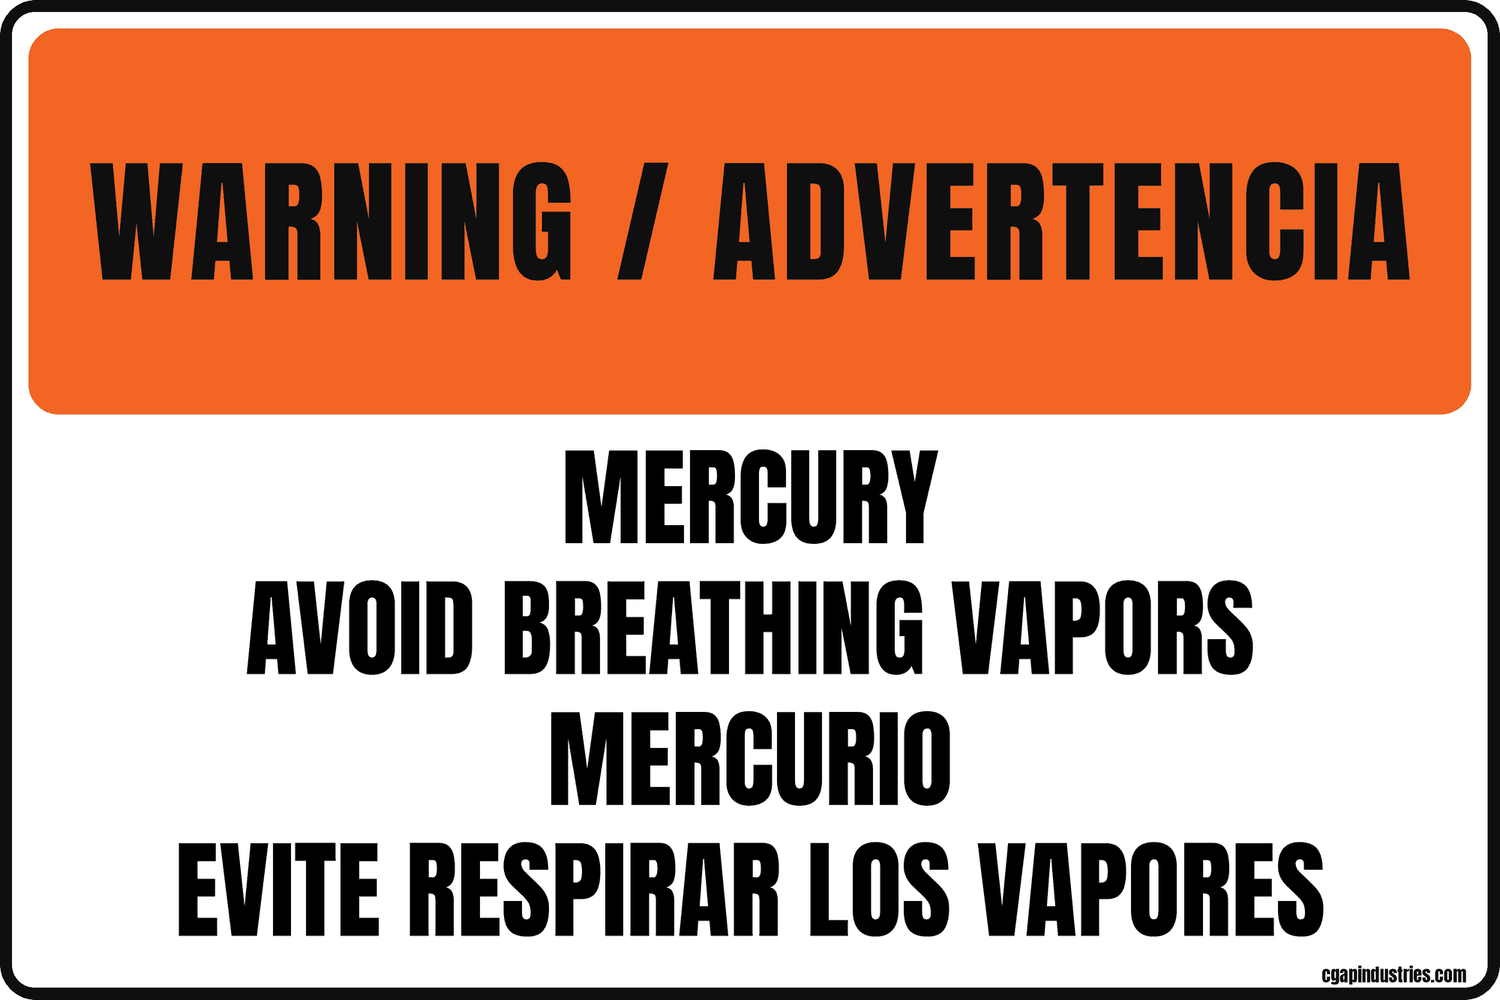 WARNING / ADVERTENCIA
MERCURY
AVOID BREATHING VAPORS
MERCURIO
EVITE RESPIRAR LOS VAPORES
cgapindustries.com